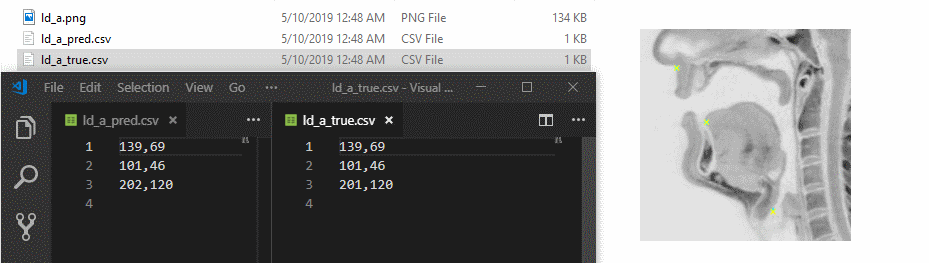 ld_a.png 5/10/2019 12:48 AM PNG File 134 KB
ld_a_pred.csv 5/10/2019 12:48 AM CSV File 1 KB
ld_a_true.csv 5/10/2019 12:48 AM CSV File 1 KB
File Edit Selection View Go ··· ld_a_true.csv - Visual ...
ld_a_pred.csv
1 139,69
2 101,46
3 202,120
4
ld_a_true.csv
1 139,69
2 101,46
3 201,120
4